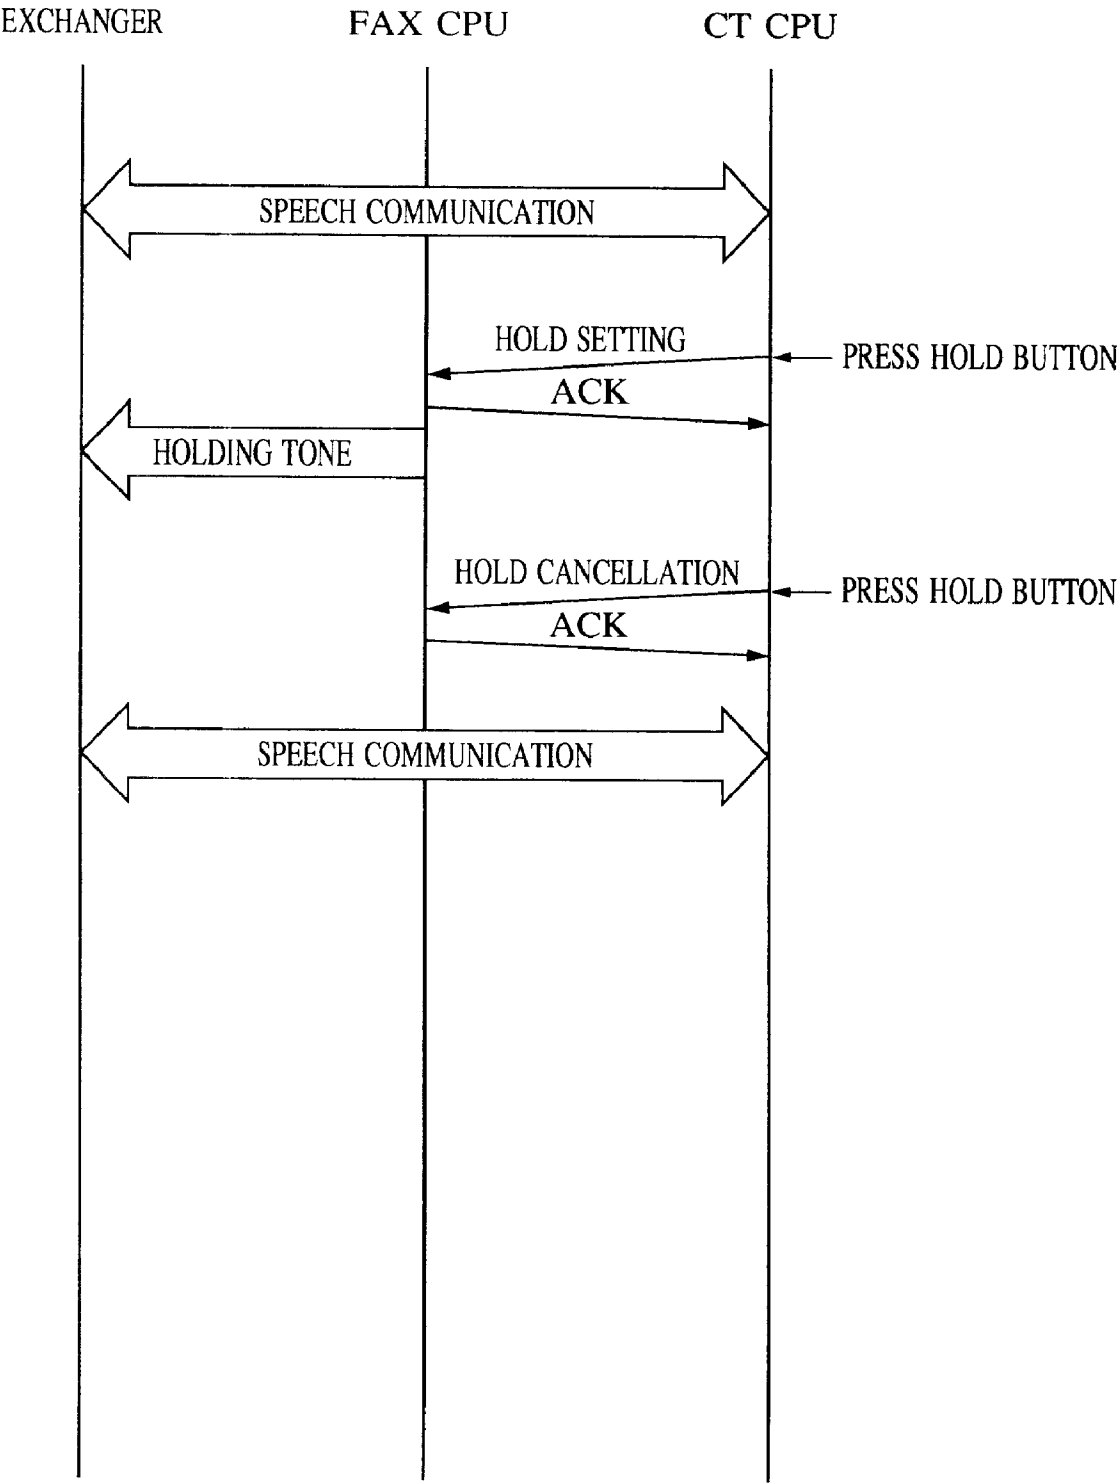 EXCHANGER
FAX CPU
CT CPU
SPEECH COMMUNICATION
HOLD SETTING
PRESS HOLD BUTTON
ACK
HOLDING TONE
HOLD CANCELLATION
PRESS HOLD BUTTON
ACK
SPEECH COMMUNICATION